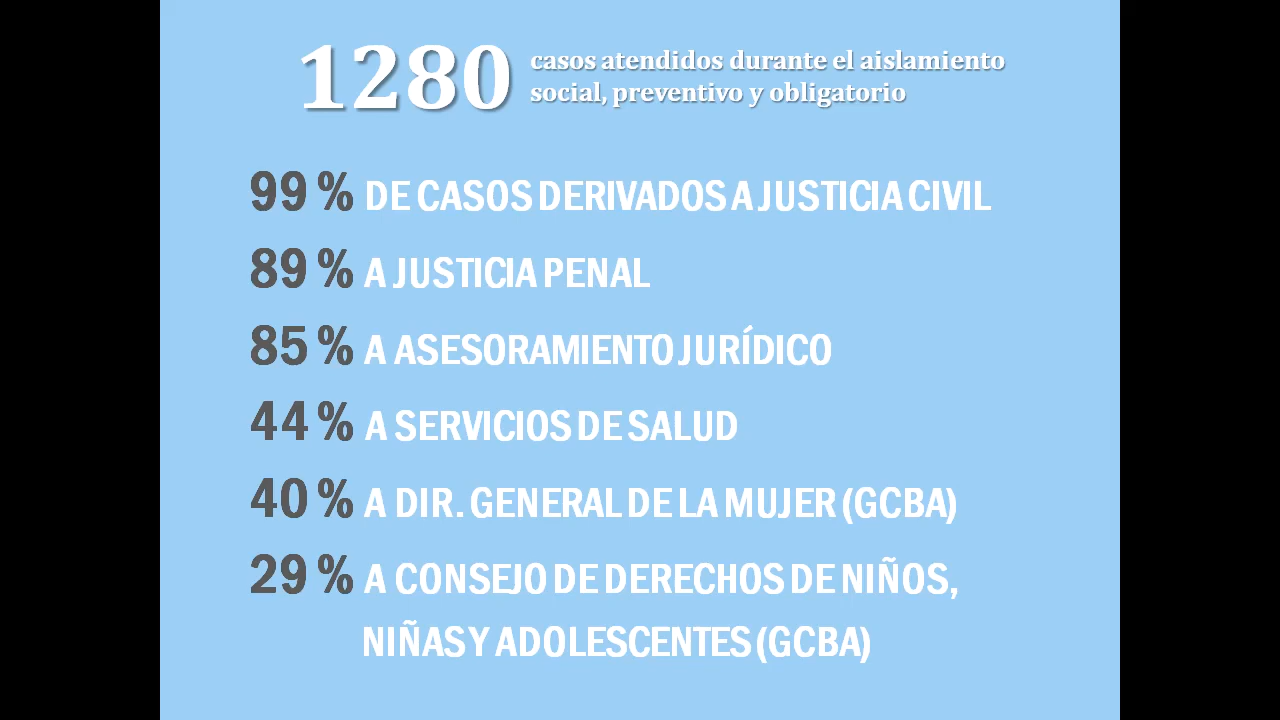 1280 casos atendidos durante el aislamiento
social, preventivo y obligatorio
99 % DE CASOS DERIVADOS A JUSTICIA CIVIL
89 % A JUSTICIA PENAL
85 % A ASESORAMIENTO JURÍDICO
44 % A SERVICIOS DE SALUD
40 % A DIR. GENERAL DE LA MUJER (GCBA)
29 % A CONSEJO DE DERECHOS DE NIÑOS,
NIÑAS Y ADOLESCENTES (GCBA)